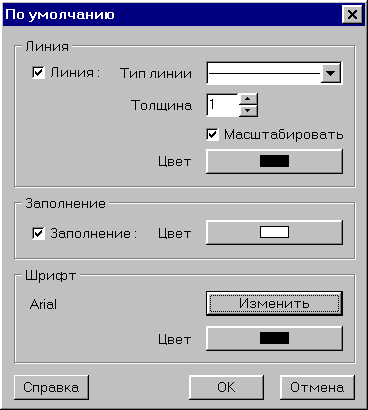 По умолчанию
Линия
Линия : Тип линии
Толщина 1
Масштабировать
Цвет
Заполнение
Заполнение : Цвет
Шрифт
Arial Изменить
Цвет
Справка OK Отмена